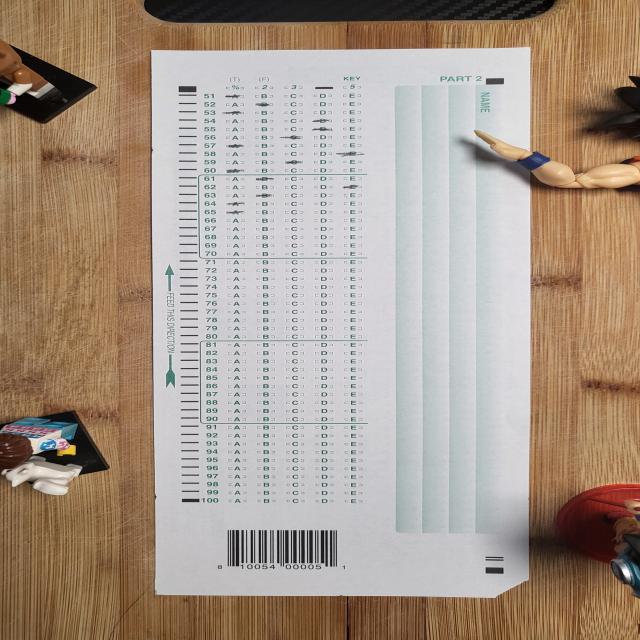 PART 2
NAME
(T) (F) KEY
% 2 3 5
51 B C D E
52 A C D E
53 B C D E
54 A B C E
55 A B C E
56 A B D E
57 B C D E
58 A B C D
59 A B D E
60 B C D E
61 A C D E
62 A B C D
63 A C D E
64 B C D E
65 B C D E
66 A B C D E
67 A B C D E
68 A B C D E
69 A B C D E
70 A B C D E
71 A B C D E
72 A B C D E
73 A B C D E
74 A B C D E
75 A B C D E
76 A B C D E
77 A B C D E
78 A B C D E
79 A B C D E
80 A B C D E
81 A B C D E
82 A B C D E
83 A B C D E
84 A B C D E
85 A B C D E
86 A B C D E
87 A B C D E
88 A B C D E
89 A B C D E
90 A B C D E
91 A B C D E
92 A B C D E
93 A B C D E
94 A B C D E
95 A B C D E
96 A B C D E
97 A B C D E
98 A B C D E
99 A B C D E
100 A B C D E
FEED THIS DIRECTION
8 10054 00005 1